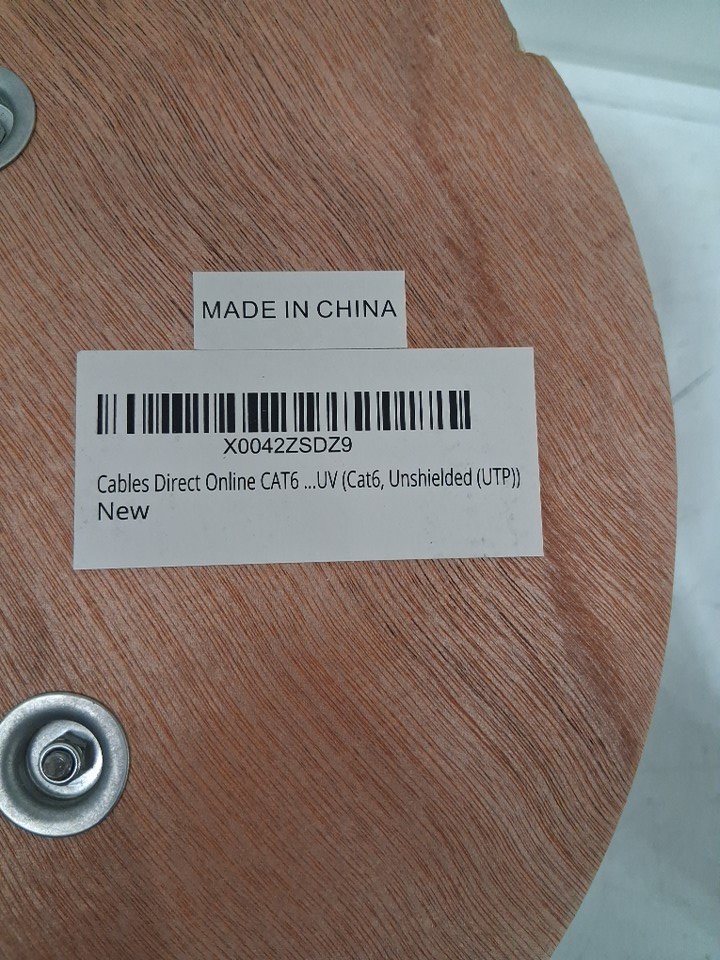 MADE IN CHINA
X0042ZSDZ9
Cables Direct Online CAT6 ...UV (Cat6, Unshielded (UTP))
New